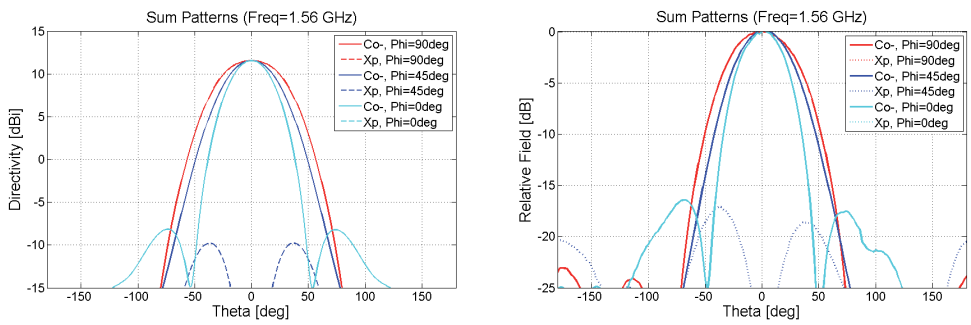 Sum Patterns (Freq=1.56 GHz)
Directivity [dBi]
15
10
5
0
-5
-10
-15
-150
-100
-50
0
50
100
150
Theta [deg]
Co-, Phi=90deg
Xp, Phi=90deg
Co-, Phi=45deg
Xp, Phi=45deg
Co-, Phi=0deg
Xp, Phi=0deg
Sum Patterns (Freq=1.56 GHz)
Relative Field [dB]
0
-5
-10
-15
-20
-25
-150
-100
-50
0
50
100
150
Theta [deg]
Co-, Phi=90deg
Xp, Phi=90deg
Co-, Phi=45deg
Xp, Phi=45deg
Co-, Phi=0deg
Xp, Phi=0deg